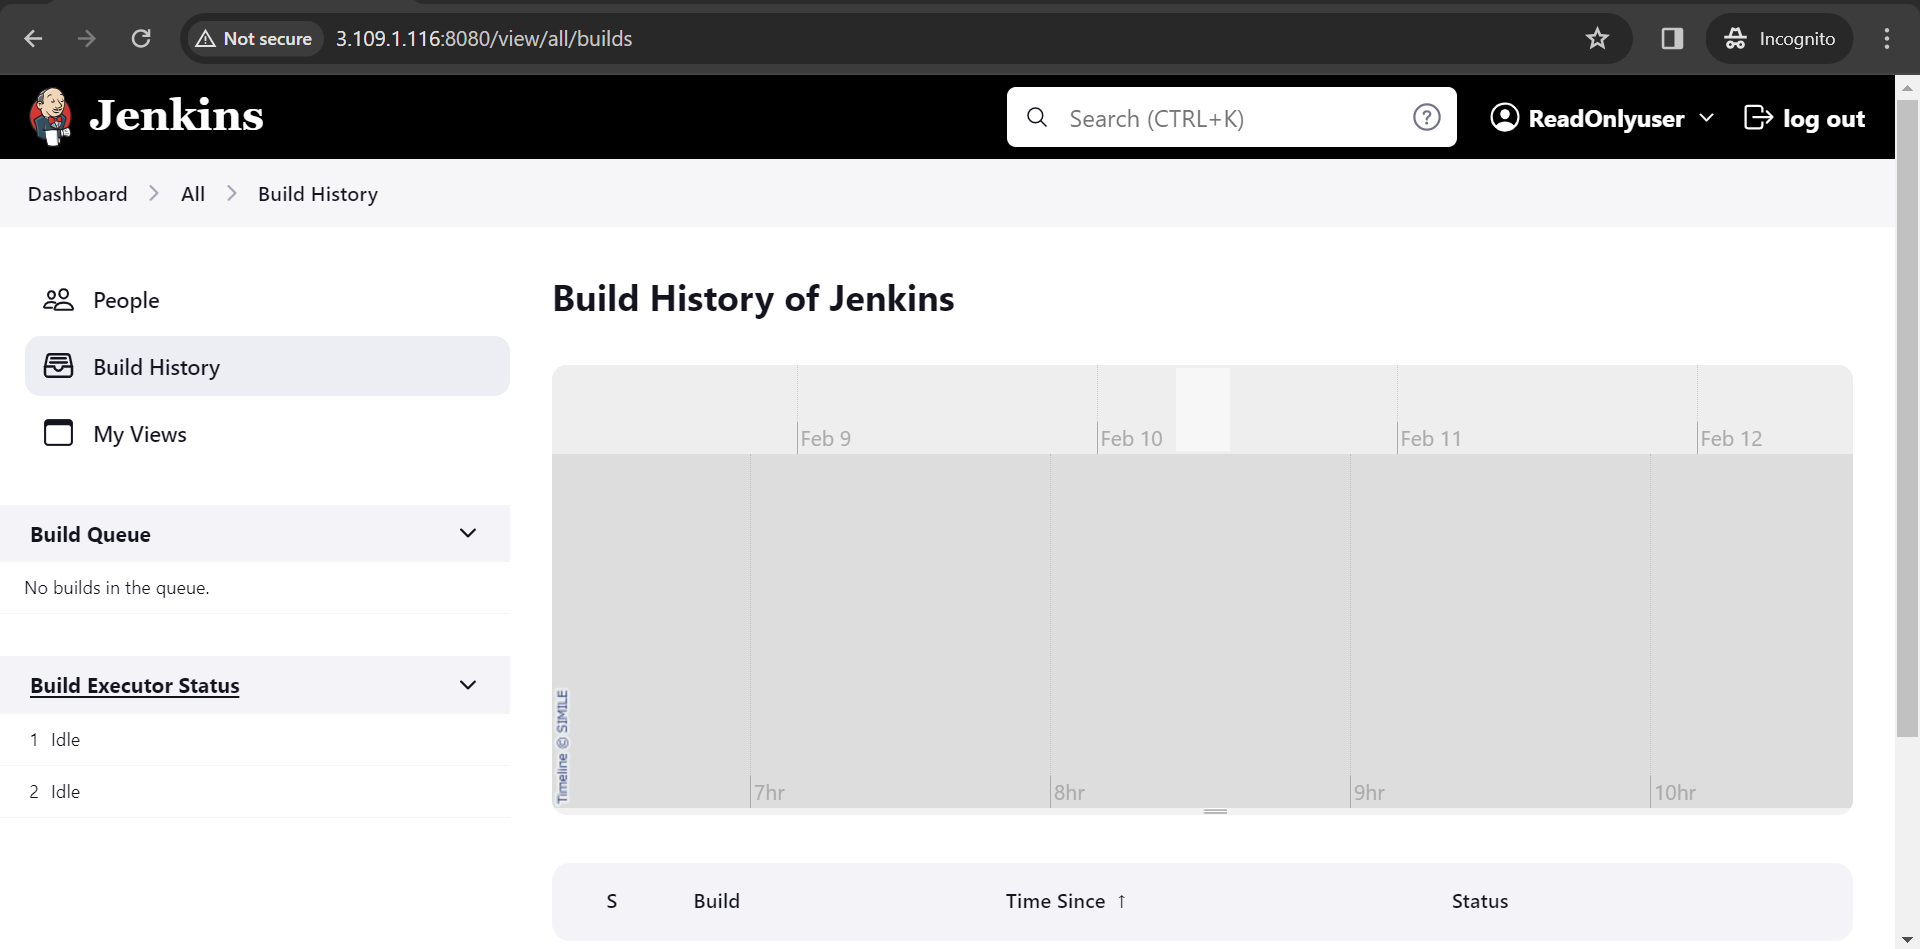 Not secure 3.109.1.116:8080/view/all/builds Incognito
Jenkins Search (CTRL+K) ? ReadOnlyuser log out
Dashboard All Build History
People
Build History
My Views
Build Queue
No builds in the queue.
Build Executor Status
1 Idle
2 Idle
Build History of Jenkins
Feb 9 Feb 10 Feb 11 Feb 12
Timeline © SIMILE
7hr 8hr 9hr 10hr
S Build Time Since ↑ Status